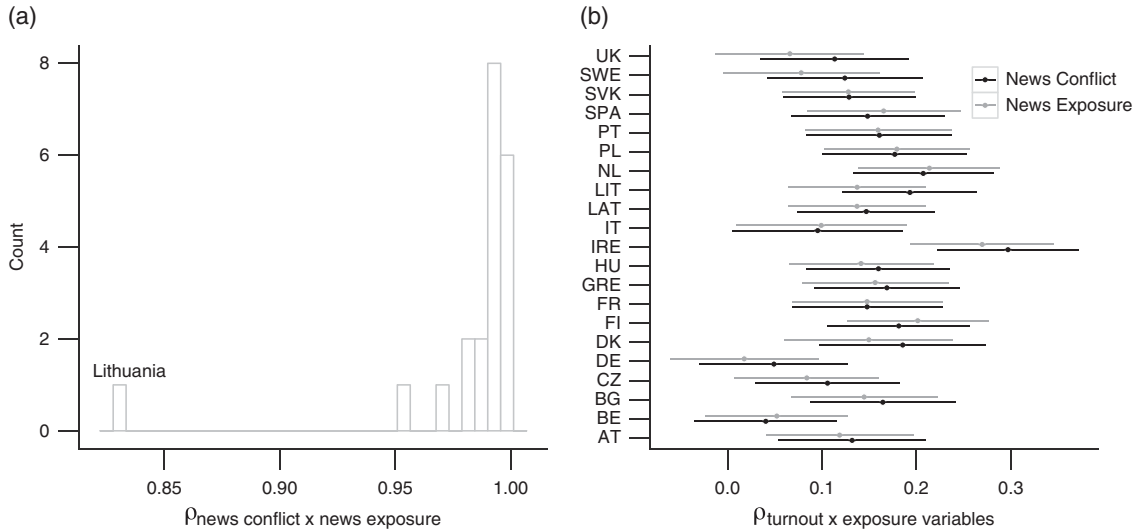 (a)
8
6
4
2
0
Count
Lithuania
0.85 0.90 0.95 1.00
ρnews conflict x news exposure
(b)
UK
SWE
SVK
SPA
PT
PL
NL
LIT
LAT
IT
IRE
HU
GRE
FR
FI
DK
DE
CZ
BG
BE
AT
News Conflict
News Exposure
0.0 0.1 0.2 0.3
ρturnout x exposure variables